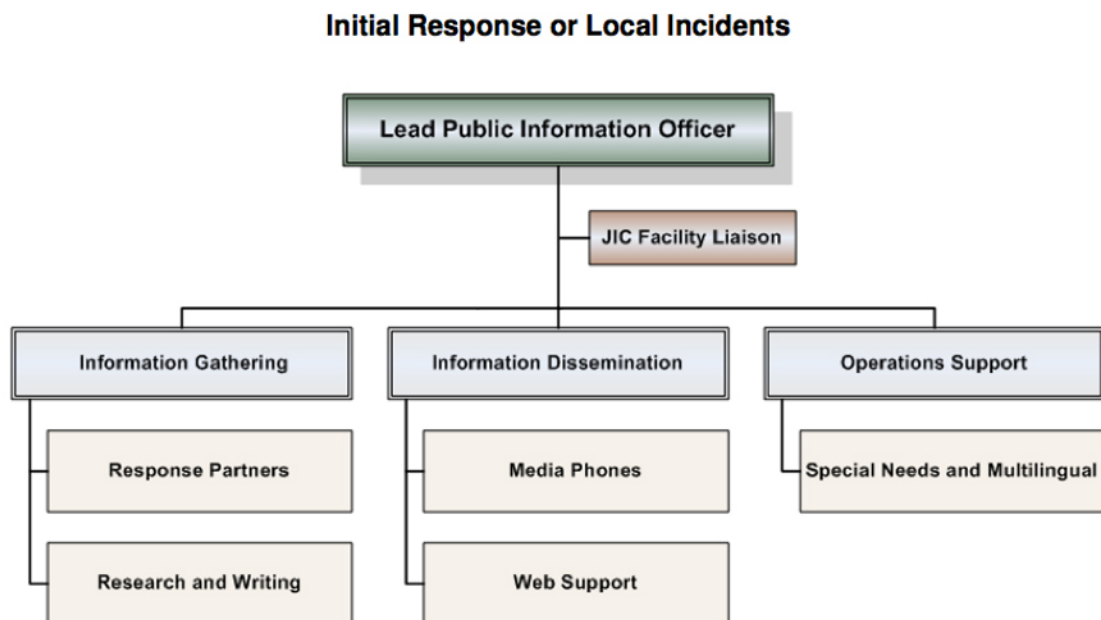 Initial Response or Local Incidents
Lead Public Information Officer
JIC Facility Liaison
Information Gathering
Information Dissemination
Operations Support
Response Partners
Media Phones
Special Needs and Multilingual
Research and Writing
Web Support